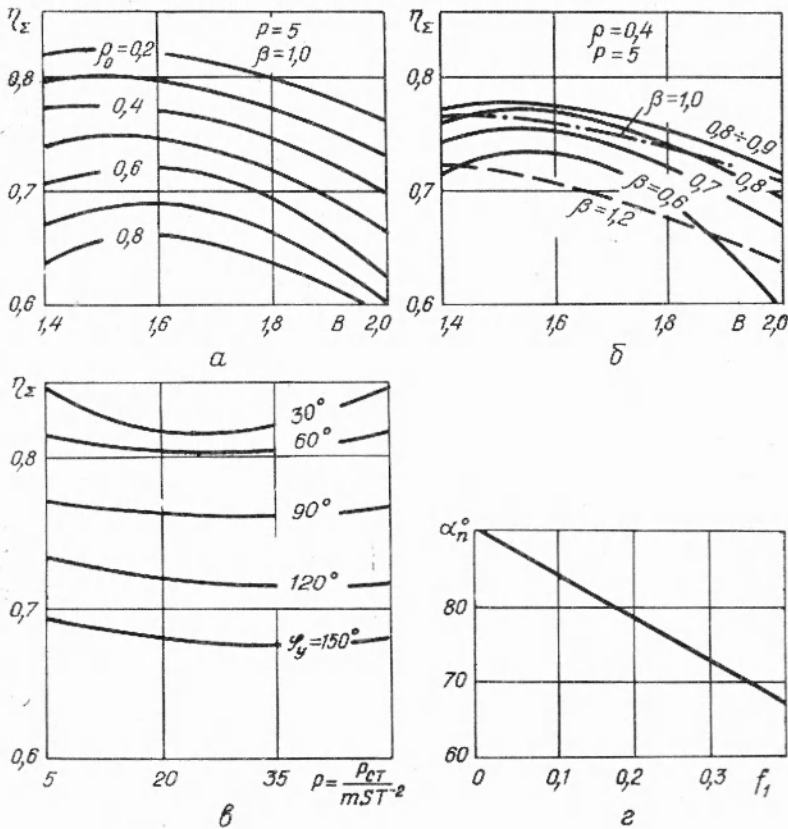 η_Σ
0,8
0,7
0,6
ρ₀=0,2
0,4
0,6
0,8
P=5
β=1,0
1,4
1,6
1,8
B
2,0
а
η_Σ
0,8
0,7
0,6
ρ=0,4
P=5
β=1,0
0,8÷0,9
0,8
0,7
β=0,6
β=1,2
1,4
1,6
1,8
B
2,0
б
η_Σ
0,8
0,7
0,6
30°
60°
90°
120°
φ_y=150°
5
20
35
P=P_CT/mST⁻²
в
α_n°
80
70
60
0
0,1
0,2
0,3
f₁
г